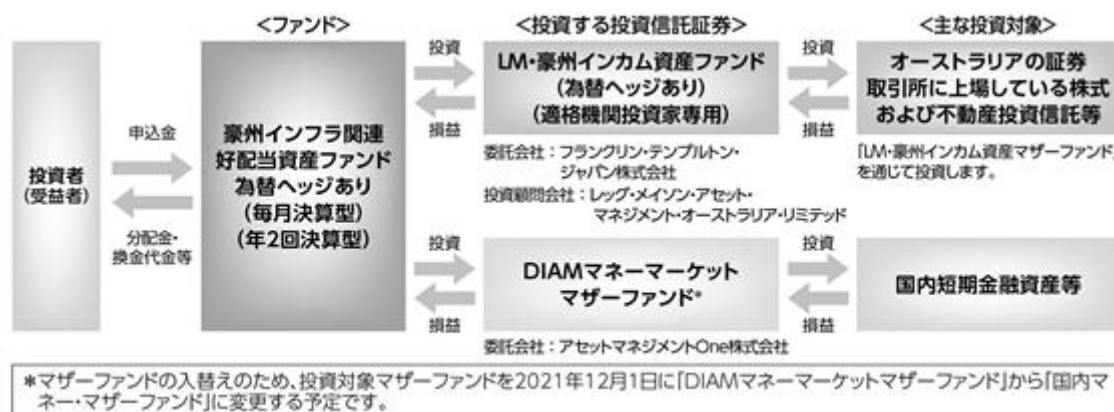 <ファンド>
<投資する投資信託証券>
<主な投資対象>
投資者
(受益者)
申込金
分配金・
換金代金等
豪州インフラ関連
好配当資産ファンド
為替ヘッジあり
(毎月決算型)
(年2回決算型)
投資
損益
LM・豪州インカム資産ファンド
(為替ヘッジあり)
(適格機関投資家専用)
委託会社:フランクリン・テンプルトン・
ジャパン株式会社
投資顧問会社:レッグ・メイソン・アセット・
マネジメント・オーストラリア・リミテッド
投資
損益
オーストラリアの証券
取引所に上場している株式
および不動産投資信託等
「LM・豪州インカム資産マザーファンド」
を通じて投資します。
投資
損益
DIAMマネーマーケット
マザーファンド*
委託会社:アセットマネジメントOne株式会社
投資
損益
国内短期金融資産等
*マザーファンドの入替えのため、投資対象マザーファンドを2021年12月1日に「DIAMマネーマーケットマザーファンド」から「国内マ
ネー・マザーファンド」に変更する予定です。